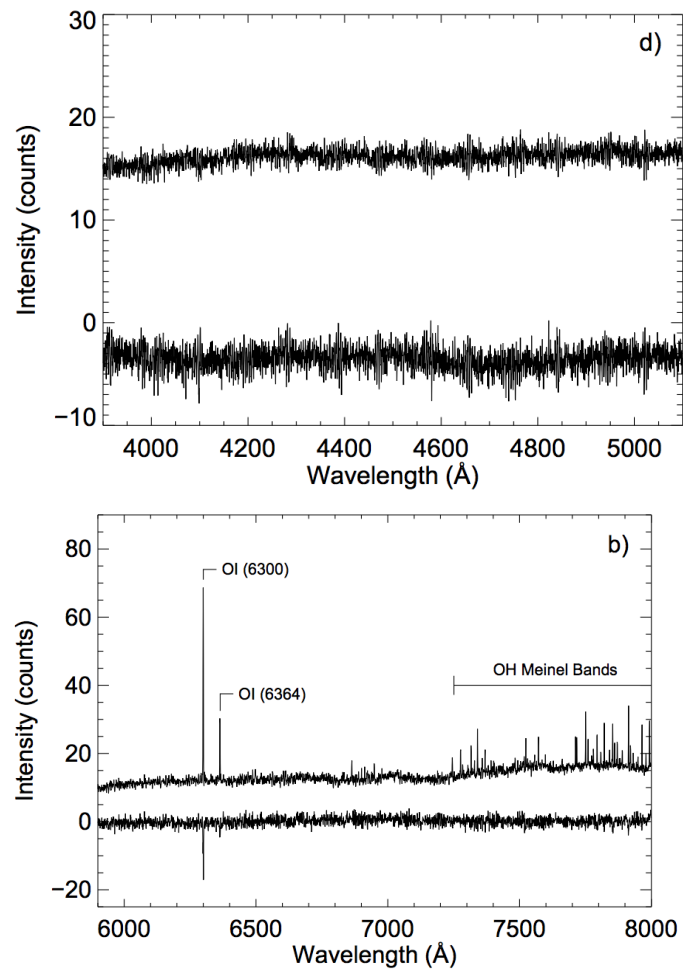 30
d)
20
10
0
−10
Intensity (counts)
4000 4200 4400 4600 4800 5000
Wavelength (Å)
80
b)
OI (6300)
60
OH Meinel Bands
OI (6364)
40
20
0
−20
Intensity (counts)
6000 6500 7000 7500 8000
Wavelength (Å)